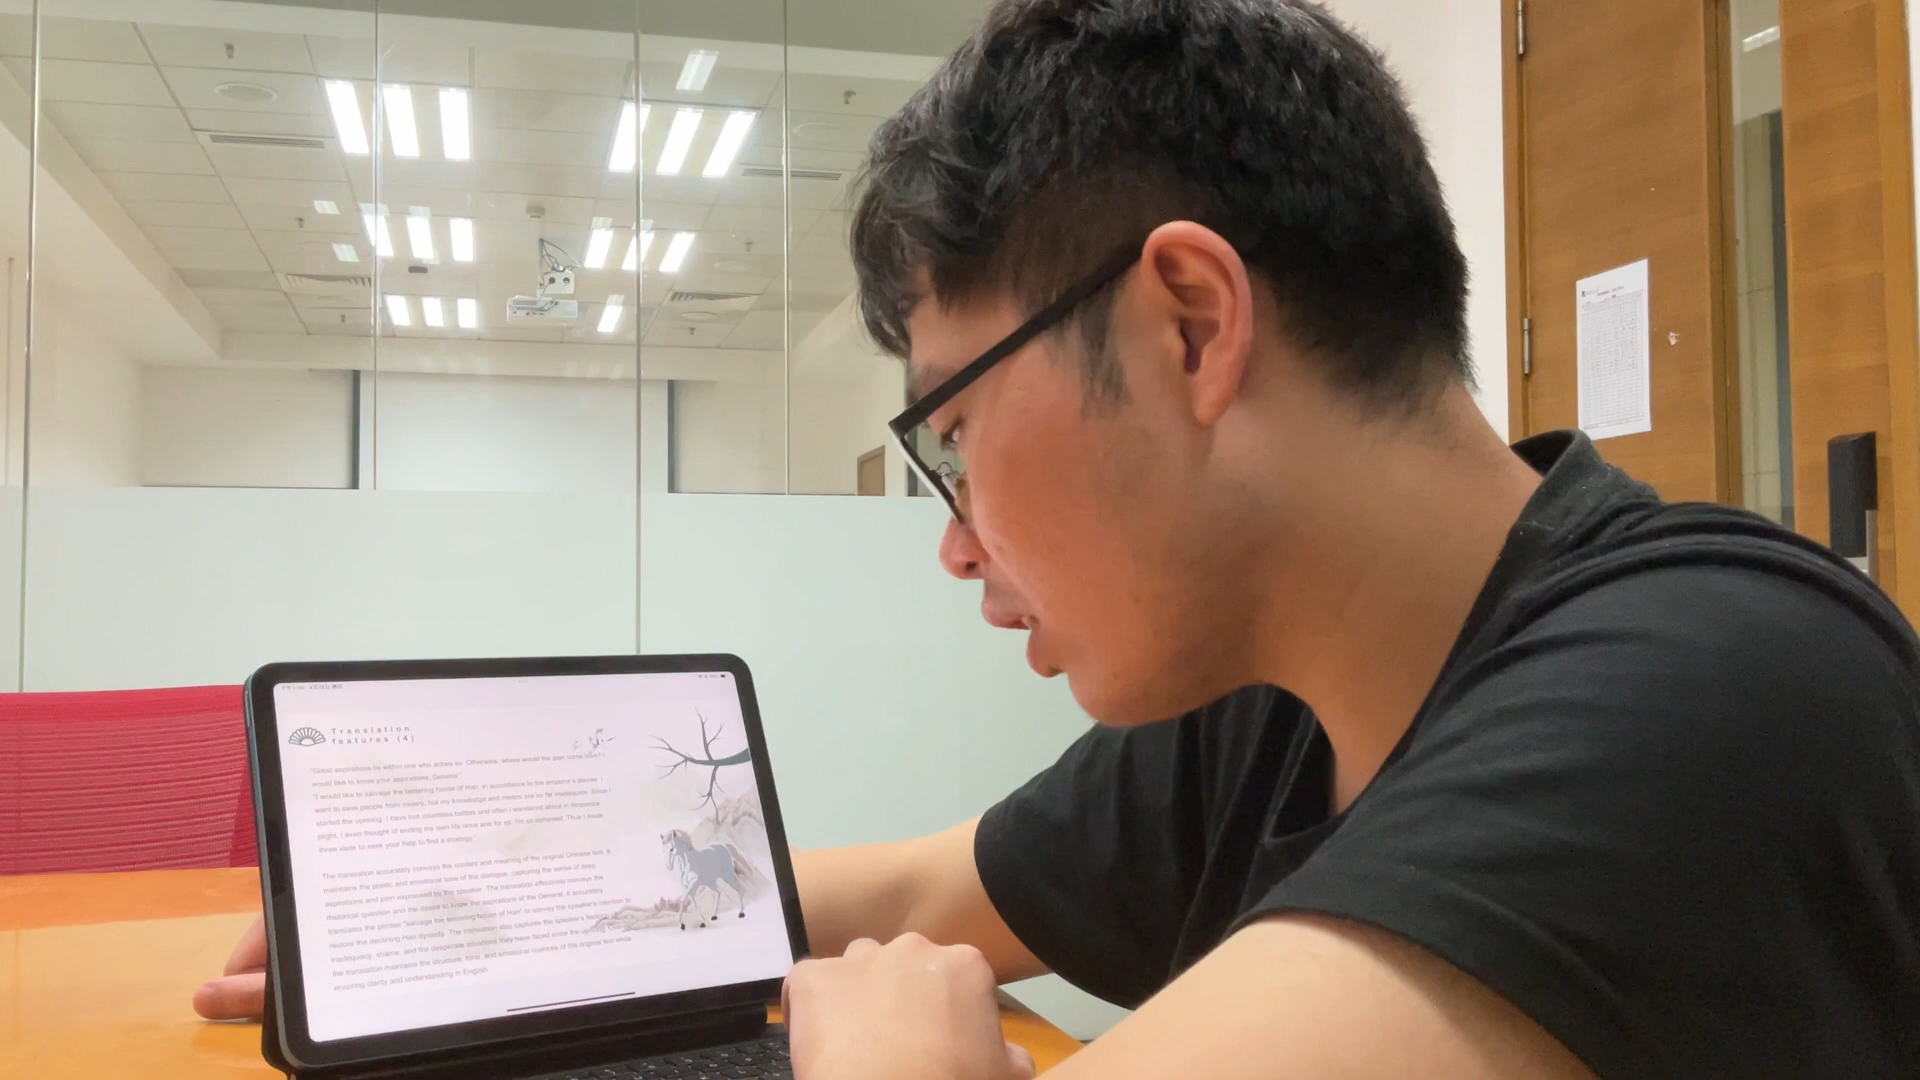 Translation
features (4)
"Great aspirations lie within one who aches so. Otherwise, where would the pain come from? I
would like to know your aspirations, General."
"I would like to salvage the teetering house of Han, in accordance to the emperor's decree. I
want to save people from misery, but my knowledge and means are so far inadequate. Since I
started the uprising, I have lost countless battles and often I wandered about in desperate
plight. I even thought of ending my own life once and for all. I'm so ashamed. Thus I made
three visits to seek your help to find a strategy."
The translation accurately conveys the content and meaning of the original Chinese text. It
maintains the poetic and emotional tone of the dialogue, capturing the sense of deep
aspirations and pain expressed by the speaker. The translation effectively conveys the
rhetorical question and the desire to know the aspirations of the General. It accurately
translates the phrase "salvage the teetering house of Han" to convey the speaker's intention to
restore the declining Han dynasty. The translation also captures the speaker's feelings of
inadequacy, shame, and the desperate situations they have faced since the uprising. Overall,
the translation maintains the structure, tone, and emotional nuances of the original text while
ensuring clarity and understanding in English.